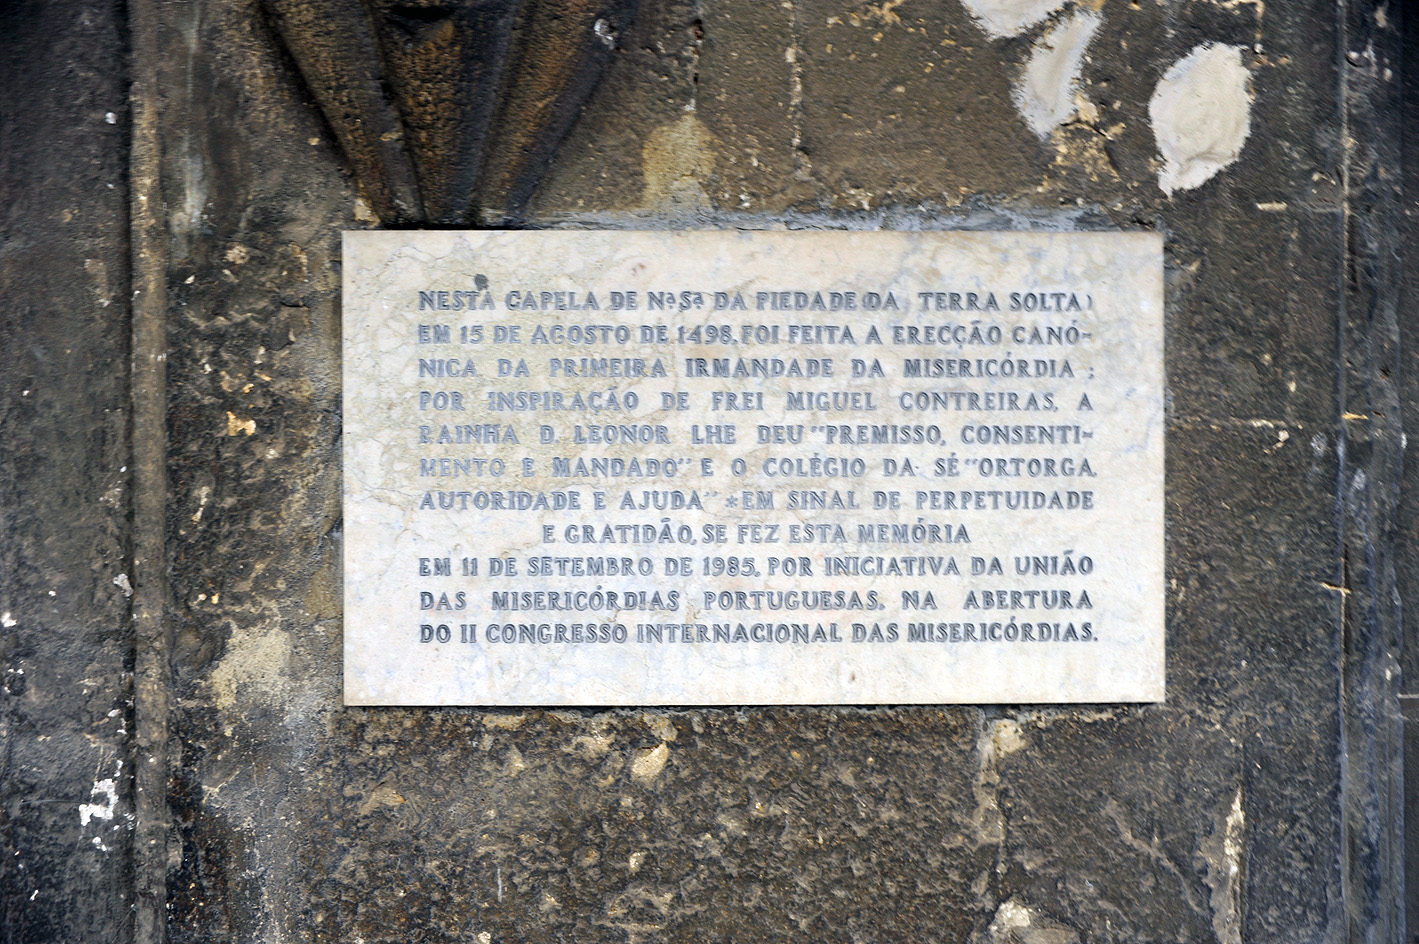 NESTA CAPELA DE Nª Sª DA PIEDADE (DA TERRA SOLTA)
EM 15 DE AGOSTO DE 1498, FOI FEITA A ERECÇÃO CANÓ-
NICA DA PRIMEIRA IRMANDADE DA MISERICÓRDIA ;
POR INSPIRAÇÃO DE FREI MIGUEL CONTREIRAS, A
RAINHA D. LEONOR LHE DEU "PREMISSO, CONSENTI-
MENTO E MANDADO" E O COLÉGIO DA SÉ "ORTORGA,
AUTORIDADE E AJUDA" * EM SINAL DE PERPETUIDADE
E GRATIDÃO, SE FEZ ESTA MEMÓRIA
EM 11 DE SETEMBRO DE 1985, POR INICIATIVA DA UNIÃO
DAS MISERICÓRDIAS PORTUGUESAS, NA ABERTURA
DO II CONGRESSO INTERNACIONAL DAS MISERICÓRDIAS.